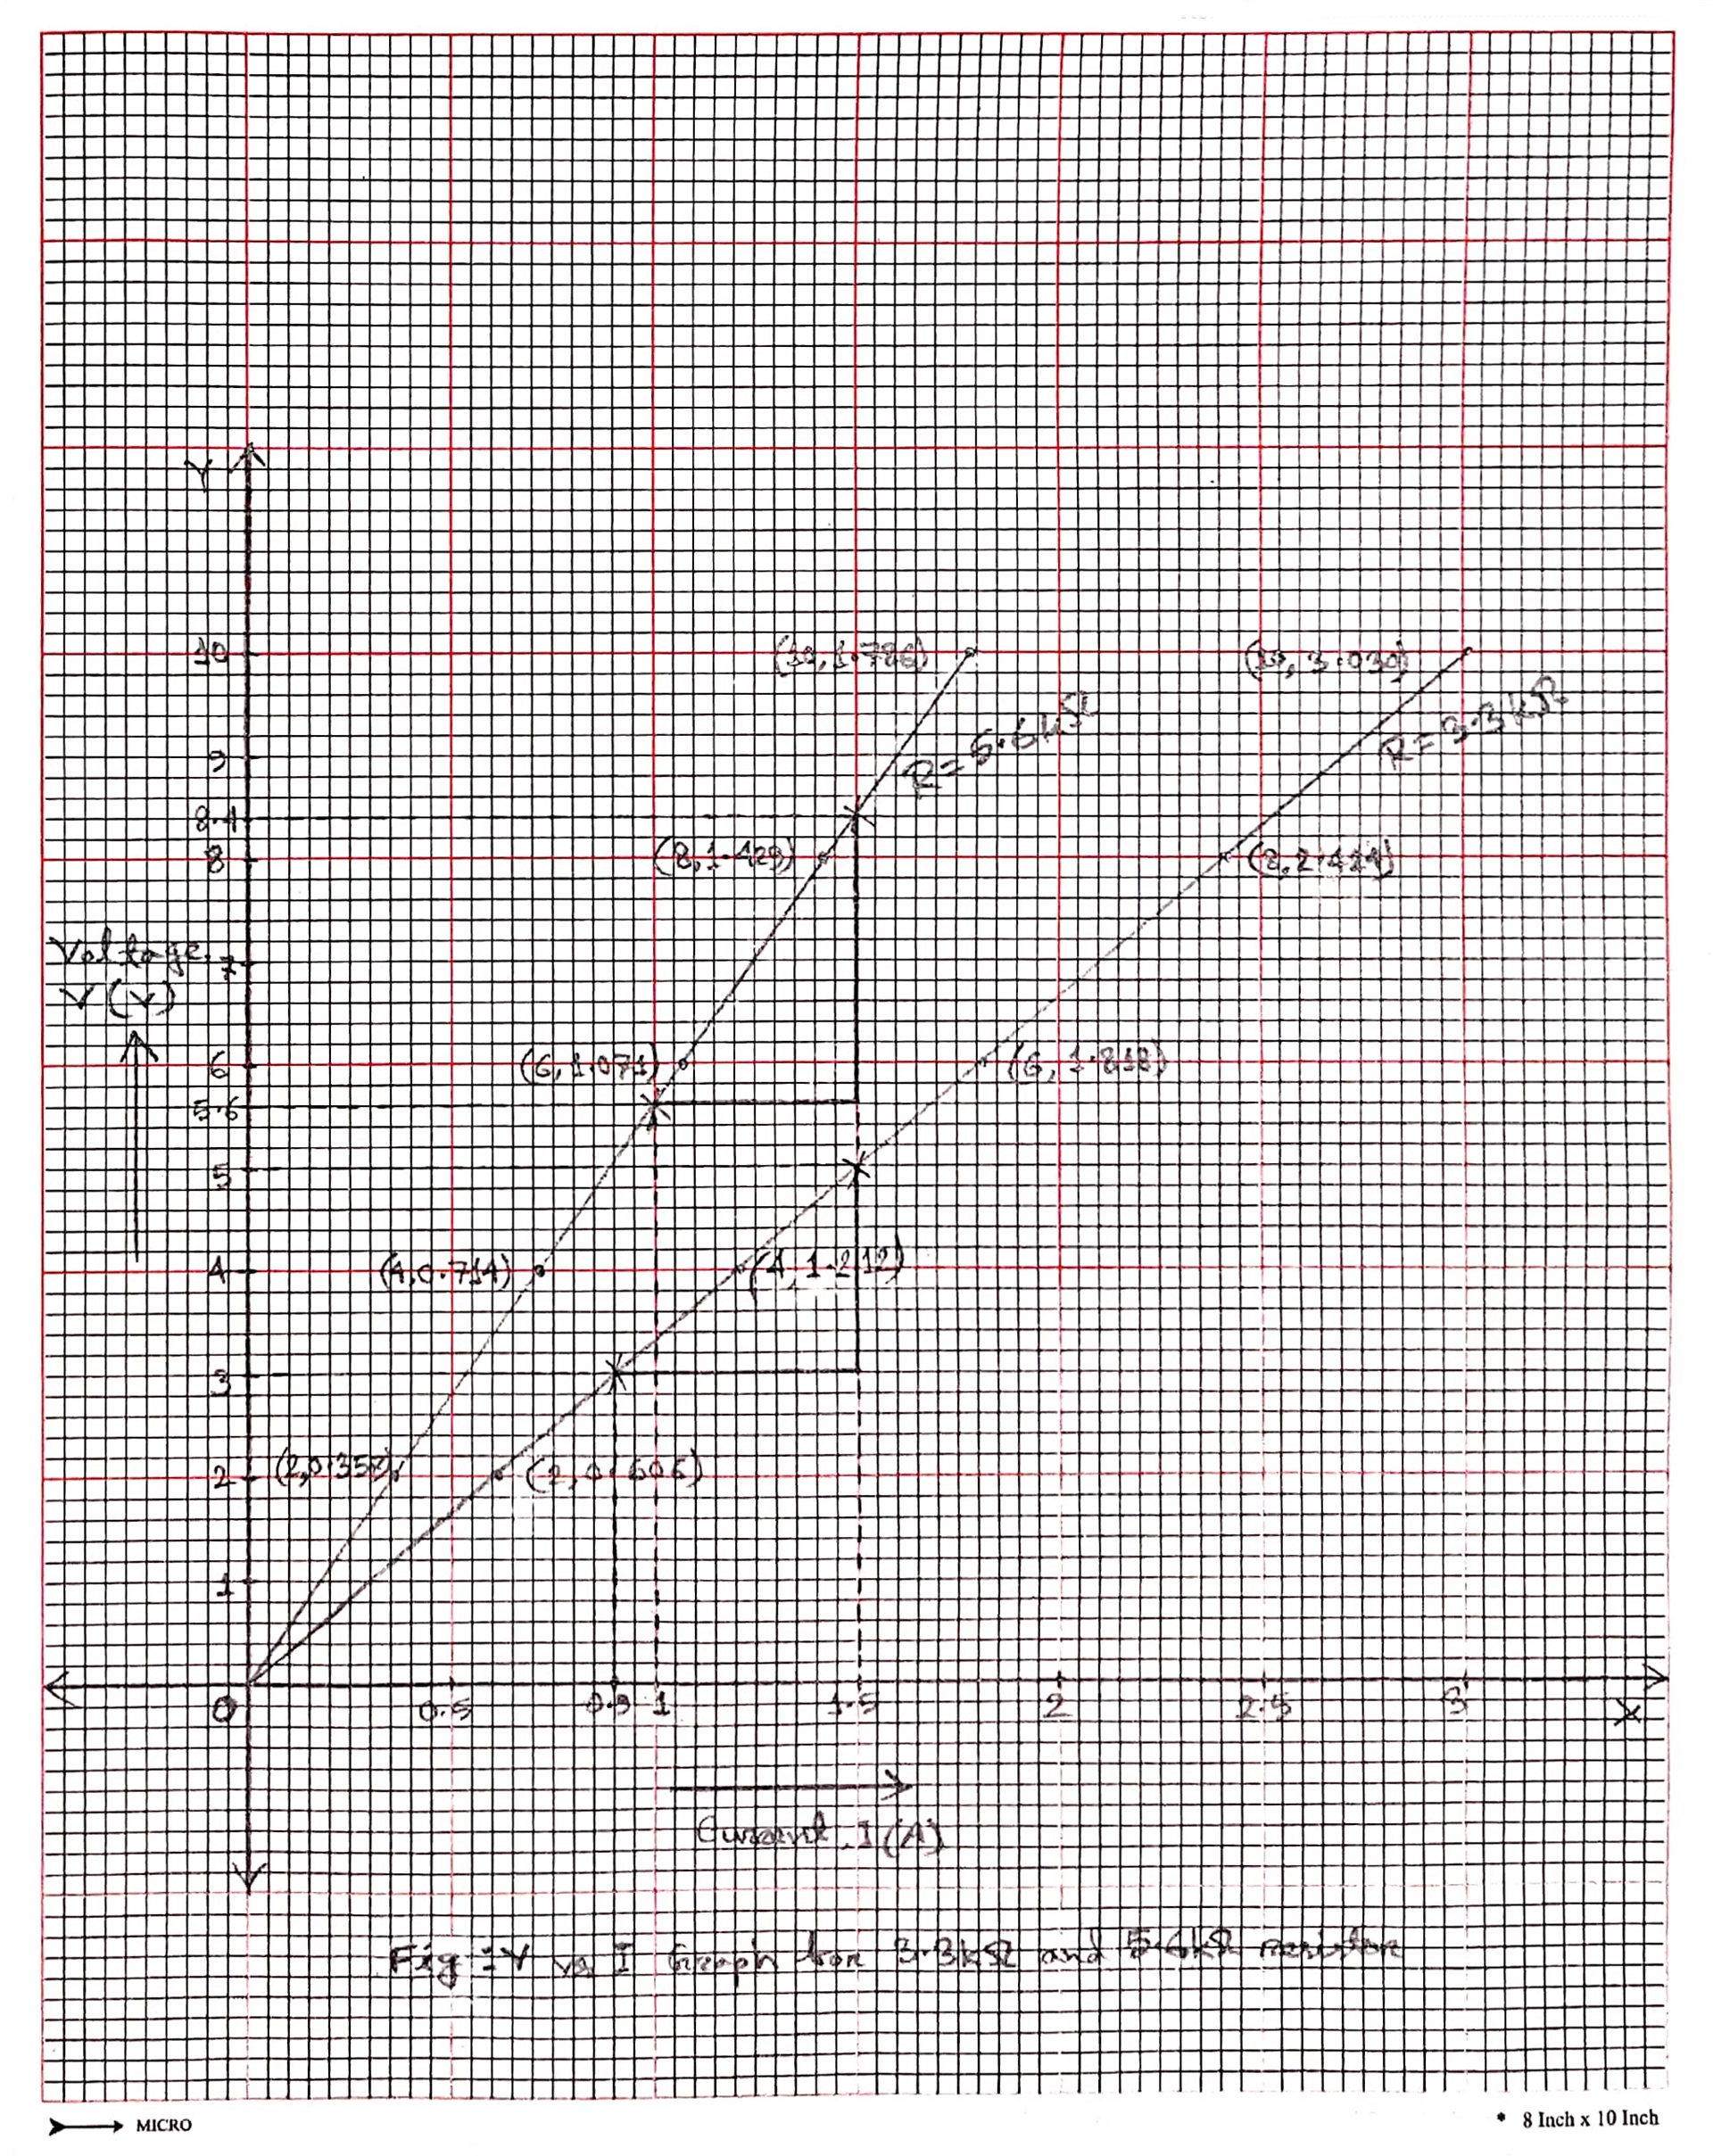 Y
10
(10, 1.786)
(10, 3.030)
R = 5.6kΩ
R = 3.3kΩ
9
8.4
8
(8, 1.429)
(8, 2.424)
Voltage
V(V)
7
6
(6, 1.071)
(6, 1.818)
5.6
5
4
(4, 0.714)
(4, 1.212)
3
2
(2, 0.357)
(2, 0.606)
1
0 0.5 0.9 1 1.5 2 2.5 3 X
Current, I (A)
Fig : V vs I Graph for 3.3kΩ and 5.6kΩ resistor
MICRO
* 8 Inch x 10 Inch